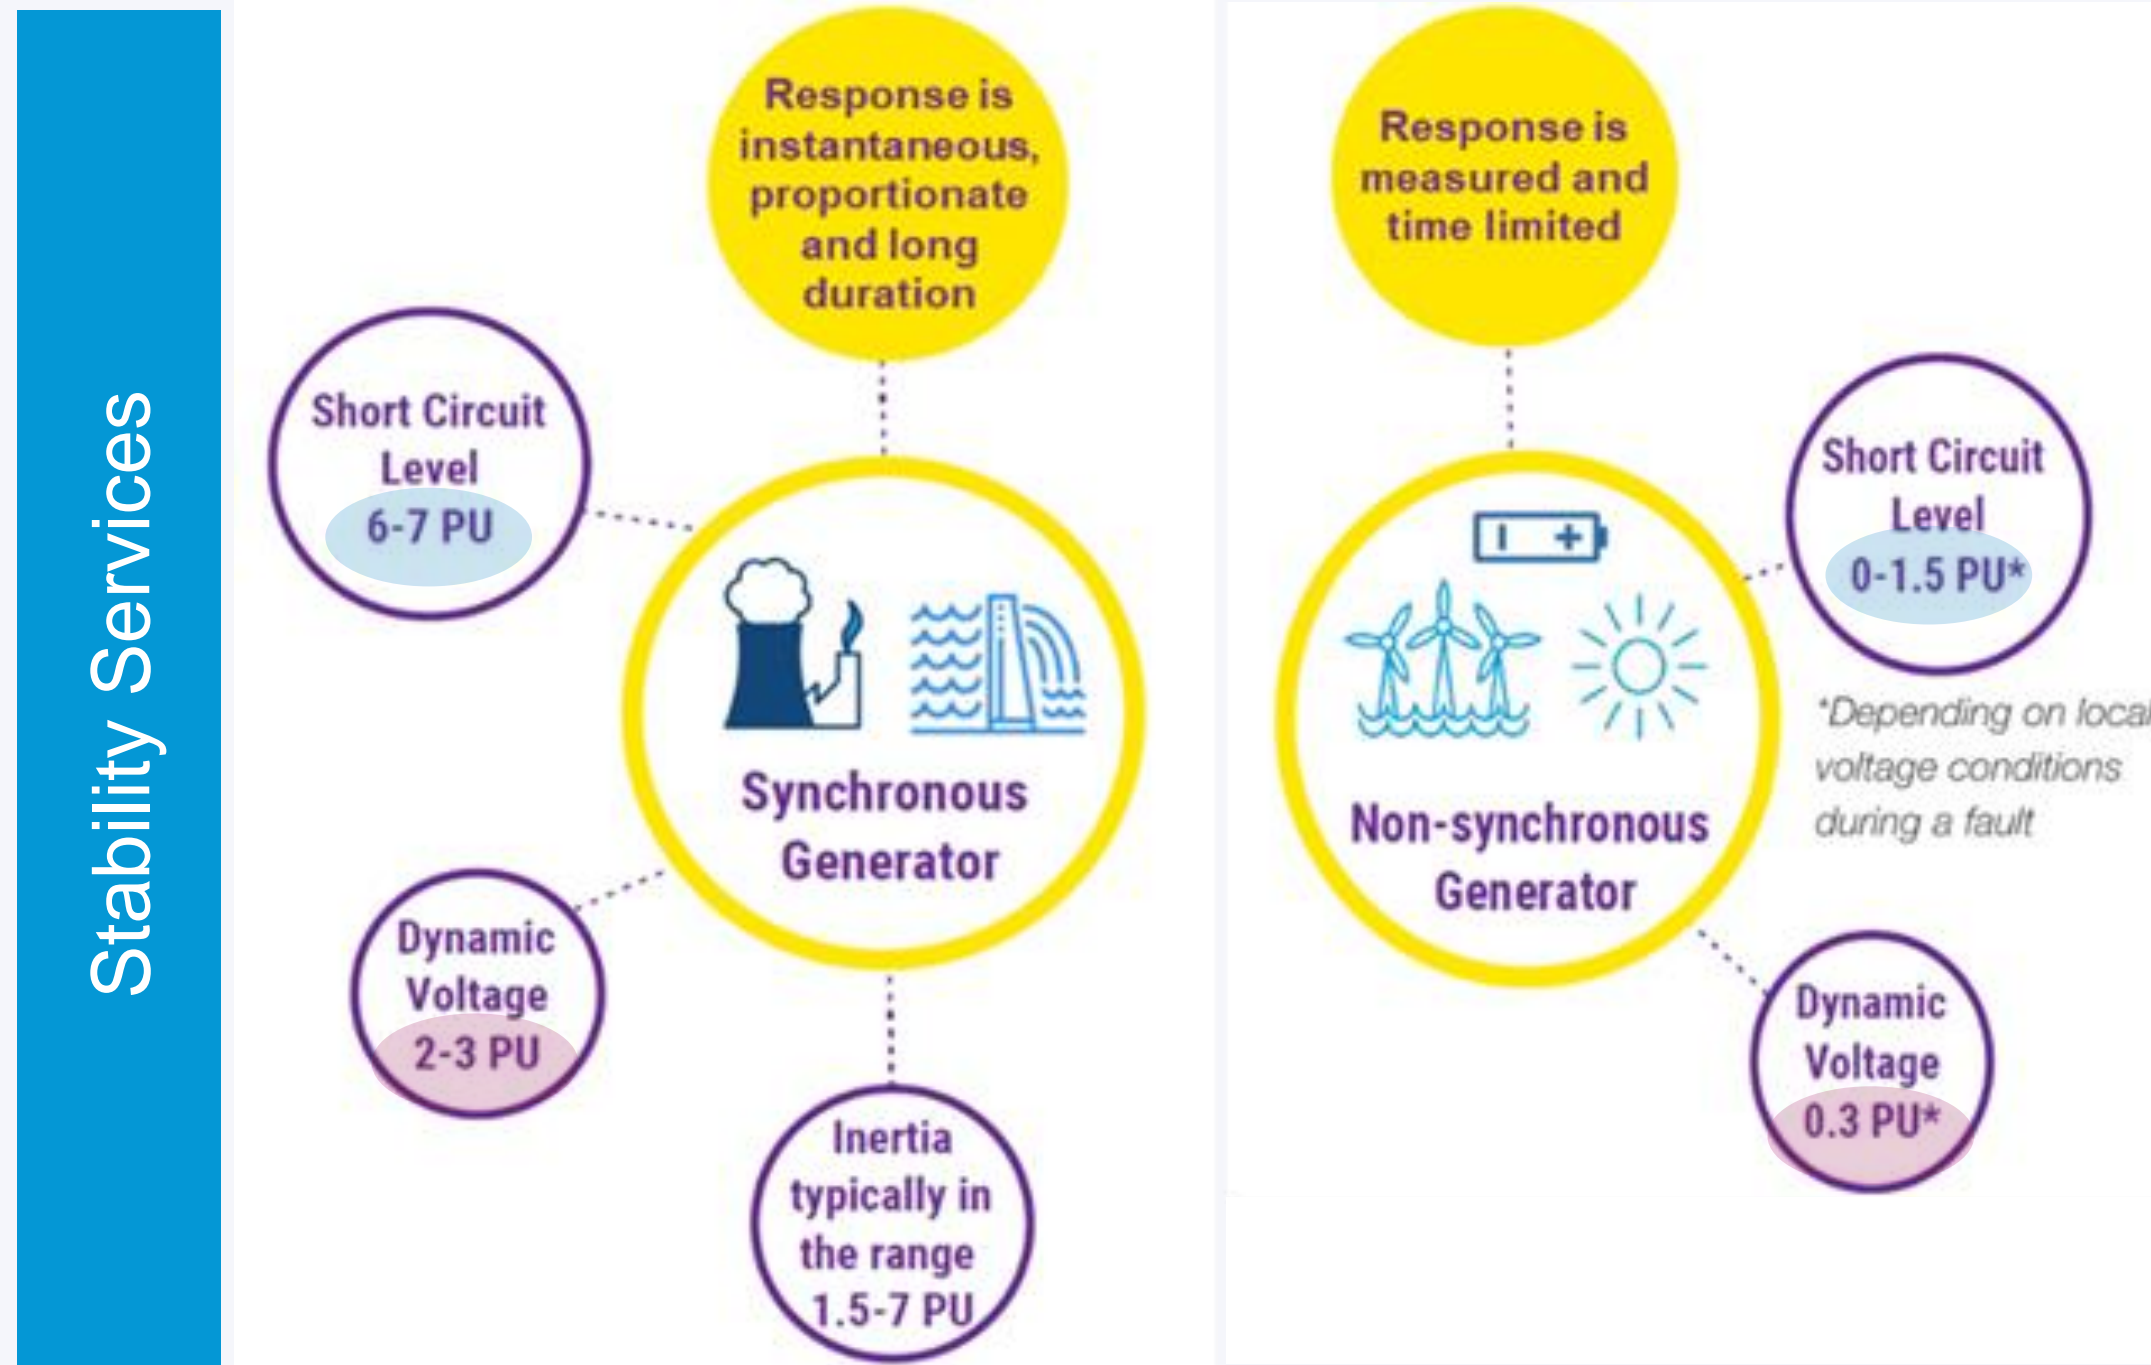 Stability Services
Response is
instantaneous,
proportionate
and long
duration
Short Circuit
Level
6-7 PU
Synchronous
Generator
Dynamic
Voltage
2-3 PU
Inertia
typically in
the range
1.5-7 PU
Response is
measured and
time limited
Short Circuit
Level
0-1.5 PU*
*Depending on local
voltage conditions
during a fault
Non-synchronous
Generator
Dynamic
Voltage
0.3 PU*